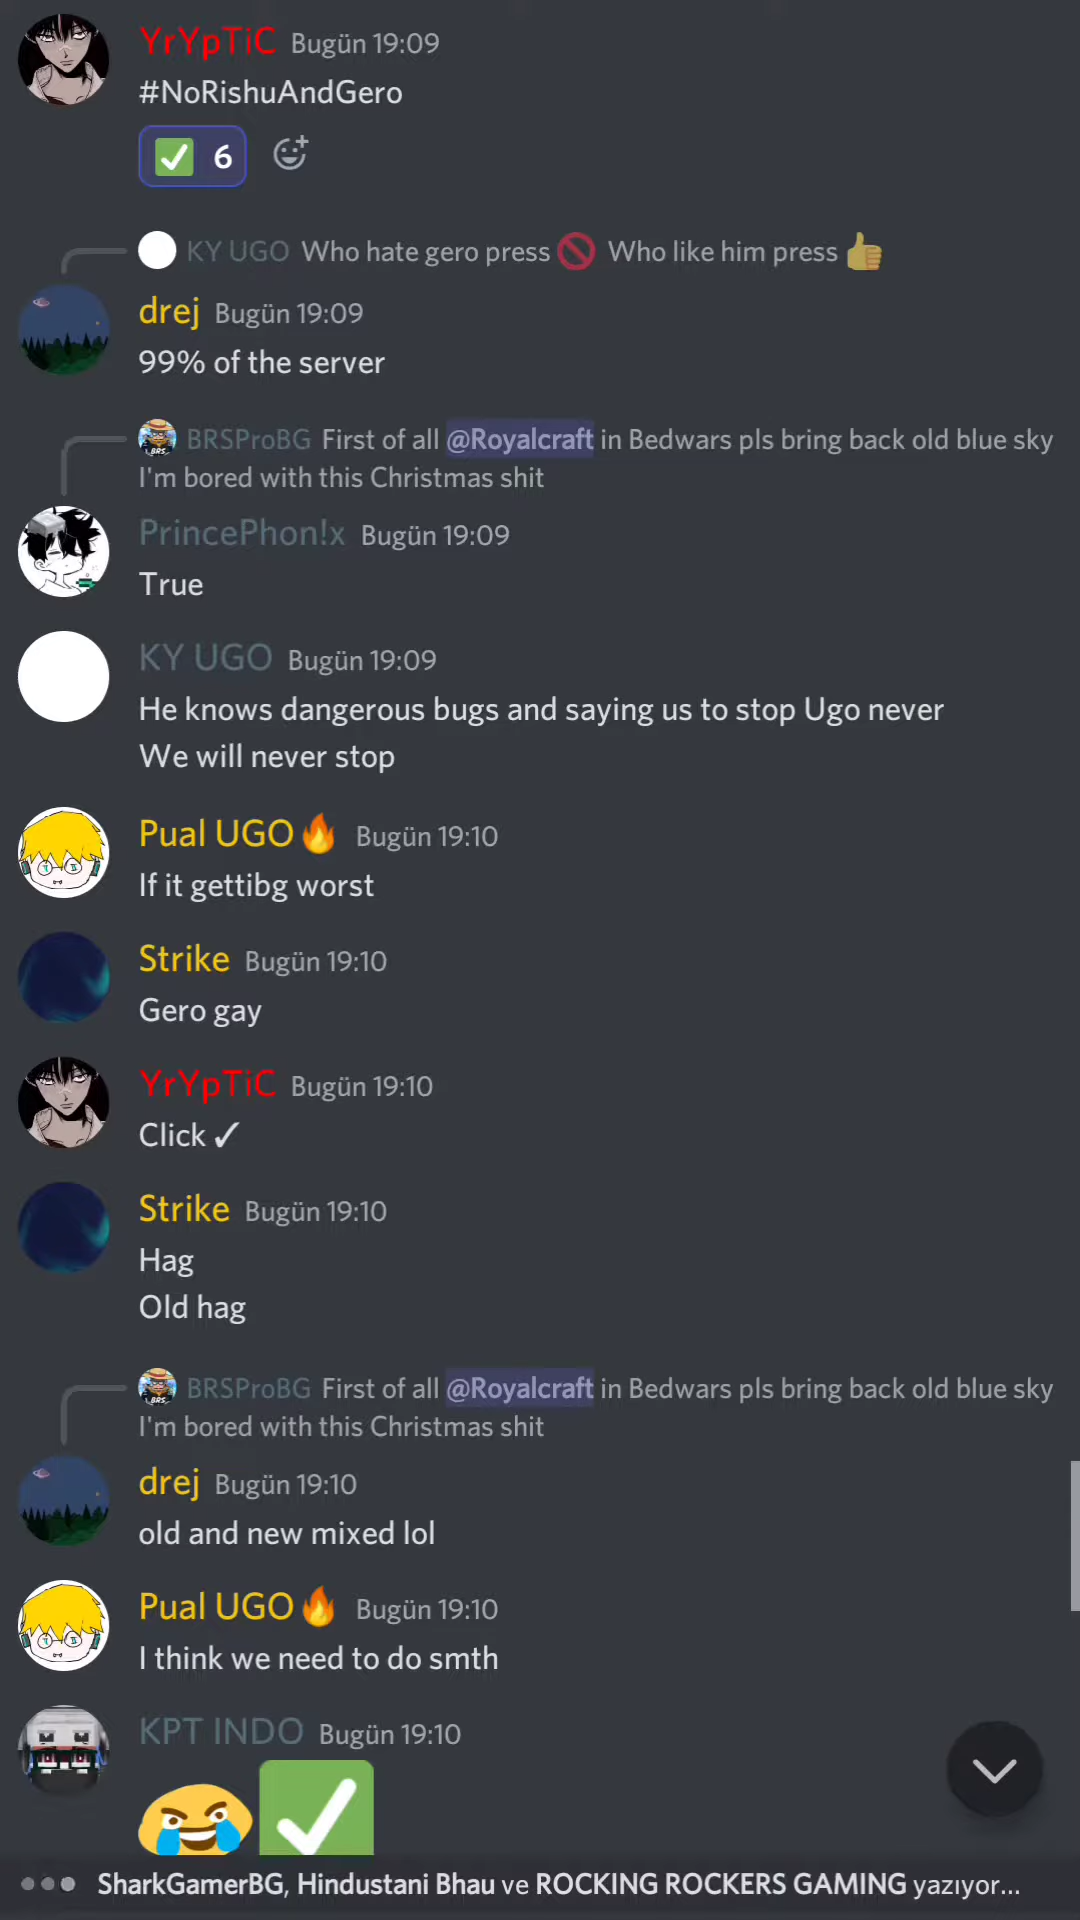 YrYpTiC Bugün 19:09
#NoRishuAndGero
✅ 6
KY UGO Who hate gero press 🚫 Who like him press 👍
drej Bugün 19:09
99% of the server
BRSProBG First of all @Royalcraft in Bedwars pls bring back old blue sky
I'm bored with this Christmas shit
PrincePhon!x Bugün 19:09
True
KY UGO Bugün 19:09
He knows dangerous bugs and saying us to stop Ugo never
We will never stop
Pual UGO🔥 Bugün 19:10
If it gettibg worst
Strike Bugün 19:10
Gero gay
YrYpTiC Bugün 19:10
Click ✓
Strike Bugün 19:10
Hag
Old hag
BRSProBG First of all @Royalcraft in Bedwars pls bring back old blue sky
I'm bored with this Christmas shit
drej Bugün 19:10
old and new mixed lol
Pual UGO🔥 Bugün 19:10
I think we need to do smth
KPT INDO Bugün 19:10
SharkGamerBG, Hindustani Bhau ve ROCKING ROCKERS GAMING yazıyor...